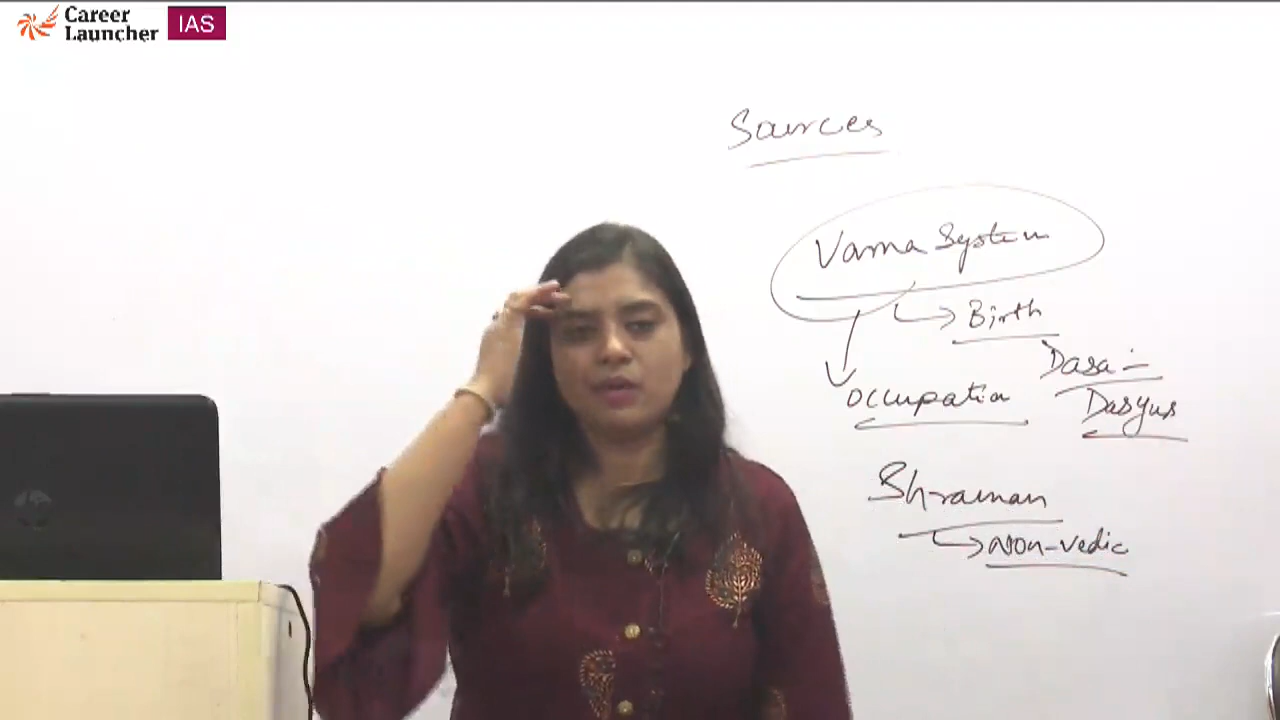 Career
Launcher
IAS
Sources
Varna System
Birth
Dasa :-
Occupation
Dasyus
Shraman
Non-vedic